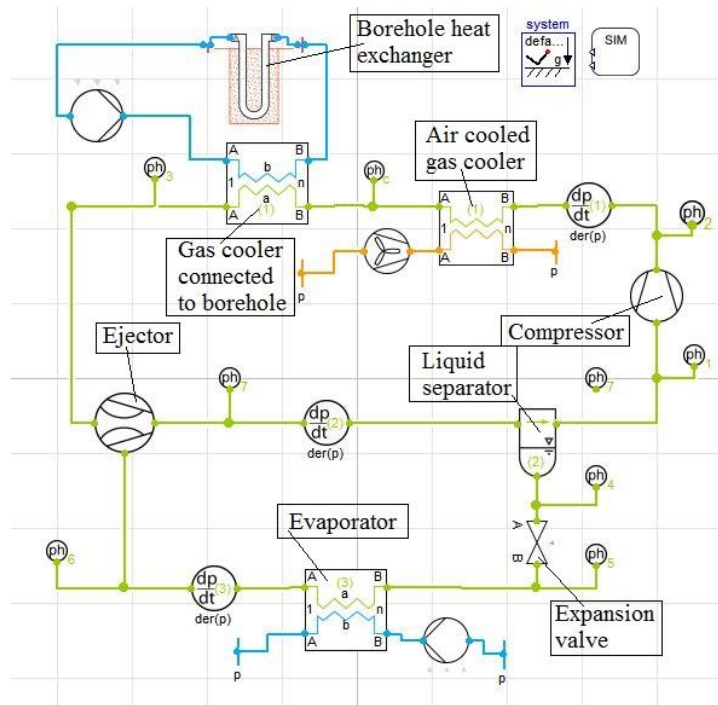 Borehole heat
exchanger
system
defa...
g
SIM
A B
b
1 n
a
A (1) B
ph 3
ph c
Air cooled
gas cooler
A B
(1)
1 n
A B
dp
dt (1)
der(p)
ph 2
p
p
Gas cooler
connected
to borehole
Compressor
Ejector
Liquid
separator
ph 1
ph 7
ph 7
dp
dt (2)
der(p)
(2)
ph 4
A
B
Evaporator
ph 6
ph 5
dp
dt (3)
der(p)
A B
(3)
a
1 n
b
A B
p
p
Expansion
valve